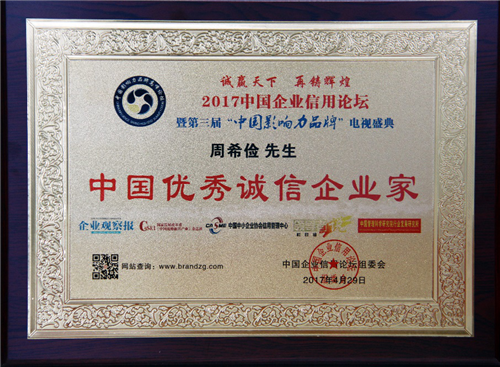 诚赢天下 再铸辉煌
2017中国企业信用论坛
暨第三届“中国影响力品牌”电视盛典
周希俭 先生
中国优秀诚信企业家
企业观察报
中国中小企业协会信用管理中心
网站查询：www.brandzg.com
中国企业信用论坛组委会
2017年4月29日